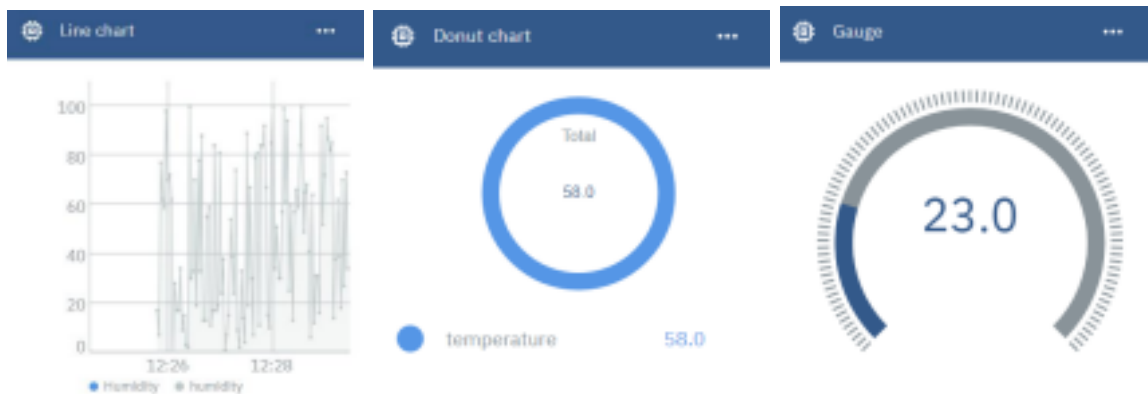 Line chart
100
80
60
40
20
0
12:26 12:28
Humidity humidity
Donut chart
Total
58.0
temperature 58.0
Gauge
23.0